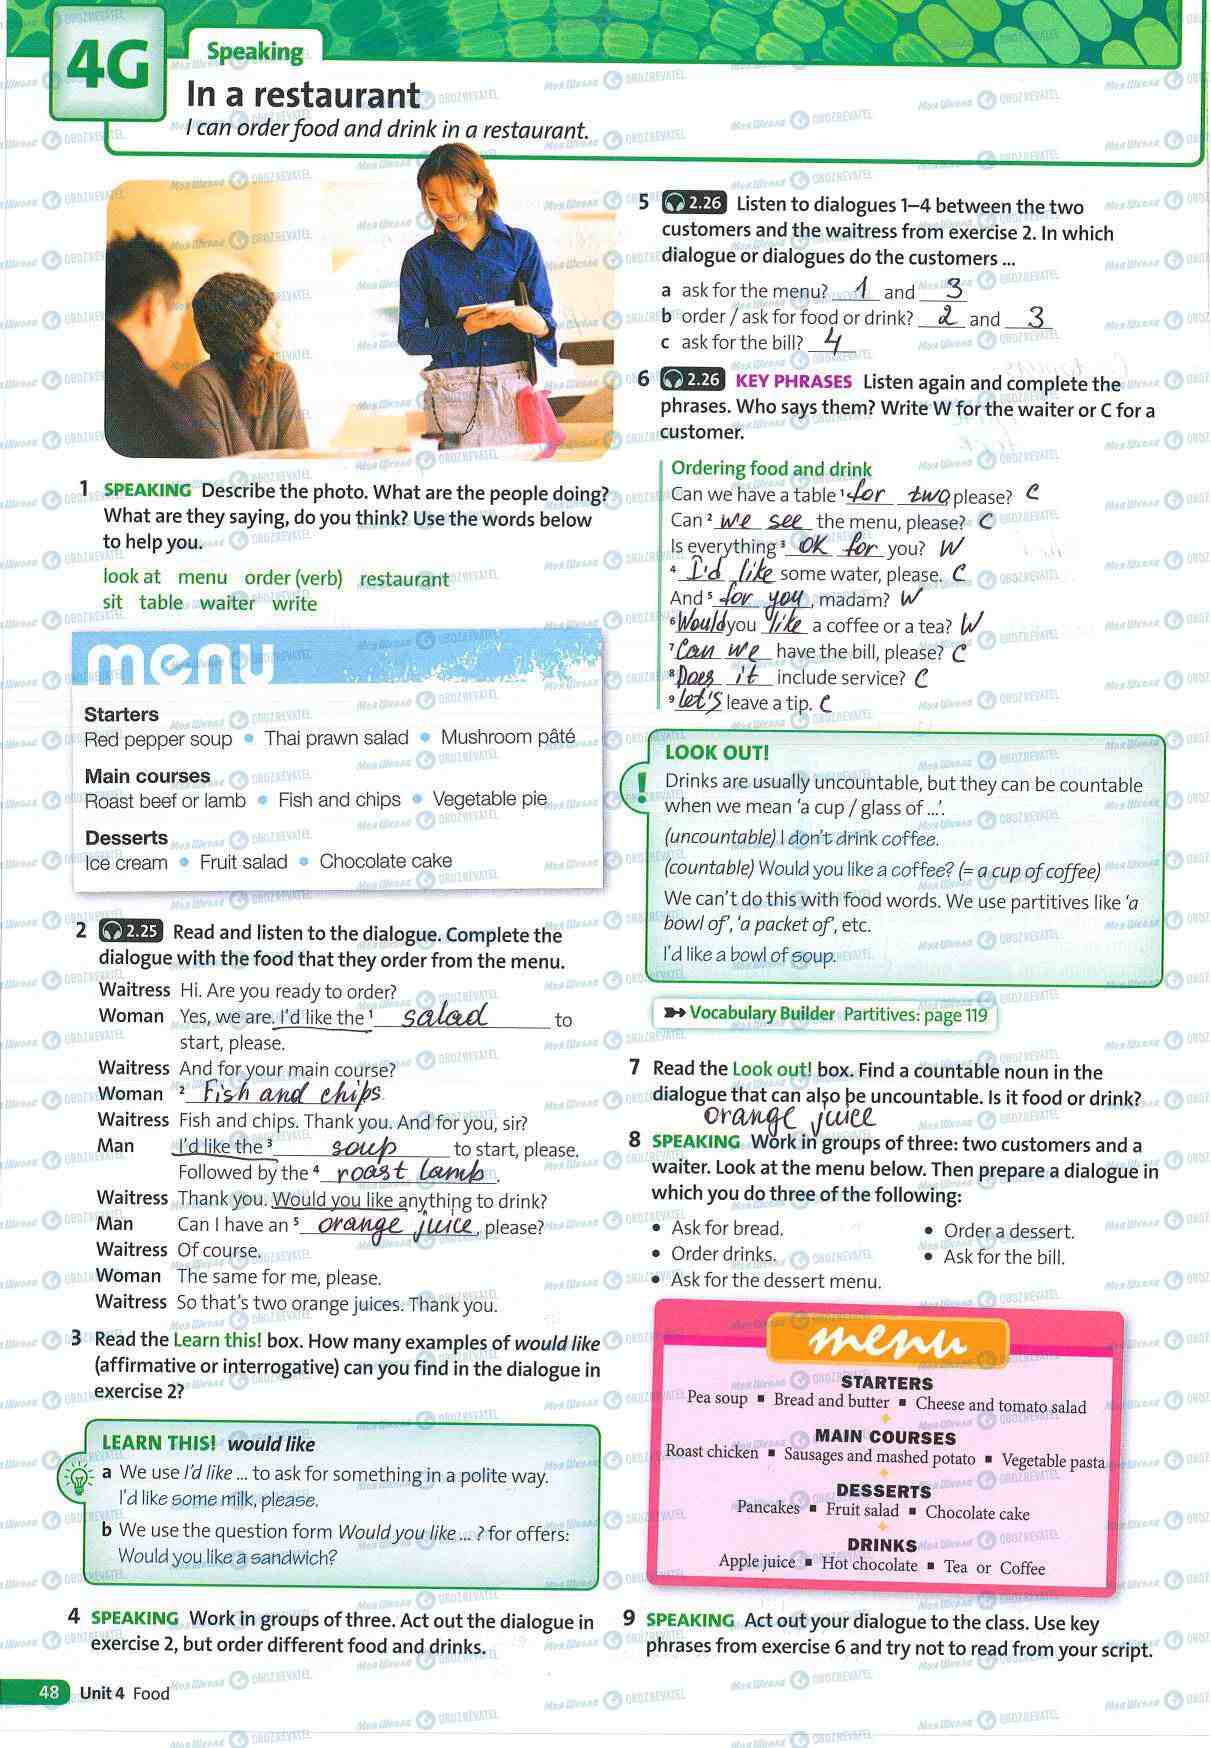 4G
Speaking
In a restaurant
I can order food and drink in a restaurant.
1 SPEAKING Describe the photo. What are the people doing?
What are they saying, do you think? Use the words below
to help you.
look at menu order (verb) restaurant
sit table waiter write
menu
Starters
Red pepper soup • Thai prawn salad • Mushroom pâté
Main courses
Roast beef or lamb • Fish and chips • Vegetable pie
Desserts
Ice cream • Fruit salad • Chocolate cake
2 2.25 Read and listen to the dialogue. Complete the
dialogue with the food that they order from the menu.
Waitress Hi. Are you ready to order?
Woman Yes, we are. I'd like the ¹ salad to
start, please.
Waitress And for your main course?
Woman ² Fish and chips.
Waitress Fish and chips. Thank you. And for you, sir?
Man I'd like the ³ soup to start, please.
Followed by the ⁴ roast lamb.
Waitress Thank you. Would you like anything to drink?
Man Can I have an ⁵ orange juice, please?
Waitress Of course.
Woman The same for me, please.
Waitress So that's two orange juices. Thank you.
3 Read the Learn this! box. How many examples of would like
(affirmative or interrogative) can you find in the dialogue in
exercise 2?
LEARN THIS! would like
a We use I'd like ... to ask for something in a polite way.
I'd like some milk, please.
b We use the question form Would you like ... ? for offers:
Would you like a sandwich?
4 SPEAKING Work in groups of three. Act out the dialogue in
exercise 2, but order different food and drinks.
5 2.26 Listen to dialogues 1–4 between the two
customers and the waitress from exercise 2. In which
dialogue or dialogues do the customers ...
a ask for the menu? 1 and 3
b order / ask for food or drink? 2 and 3
c ask for the bill? 4
6 2.26 KEY PHRASES Listen again and complete the
phrases. Who says them? Write W for the waiter or C for a
customer.
Ordering food and drink
Can we have a table ¹ for two, please? C
Can ² we see the menu, please? C
Is everything ³ OK for you? W
⁴ I'd like some water, please. C
And ⁵ for you, madam? W
⁶ Would you like a coffee or a tea? W
⁷ Can we have the bill, please? C
⁸ Does it include service? C
⁹ let's leave a tip. C
LOOK OUT!
Drinks are usually uncountable, but they can be countable
when we mean 'a cup / glass of ...'.
(uncountable) I don't drink coffee.
(countable) Would you like a coffee? (= a cup of coffee)
We can't do this with food words. We use partitives like 'a
bowl of', 'a packet of', etc.
I'd like a bowl of soup.
Vocabulary Builder Partitives: page 119
7 Read the Look out! box. Find a countable noun in the
dialogue that can also be uncountable. Is it food or drink?
orange juice
8 SPEAKING Work in groups of three: two customers and a
waiter. Look at the menu below. Then prepare a dialogue in
which you do three of the following:
• Ask for bread.
• Order drinks.
• Ask for the dessert menu.
• Order a dessert.
• Ask for the bill.
menu
STARTERS
Pea soup ▪ Bread and butter ▪ Cheese and tomato salad
MAIN COURSES
Roast chicken ▪ Sausages and mashed potato ▪ Vegetable pasta
DESSERTS
Pancakes ▪ Fruit salad ▪ Chocolate cake
DRINKS
Apple juice ▪ Hot chocolate ▪ Tea or Coffee
9 SPEAKING Act out your dialogue to the class. Use key
phrases from exercise 6 and try not to read from your script.
48 Unit 4 Food
Моя Школа OBOZREVATEL